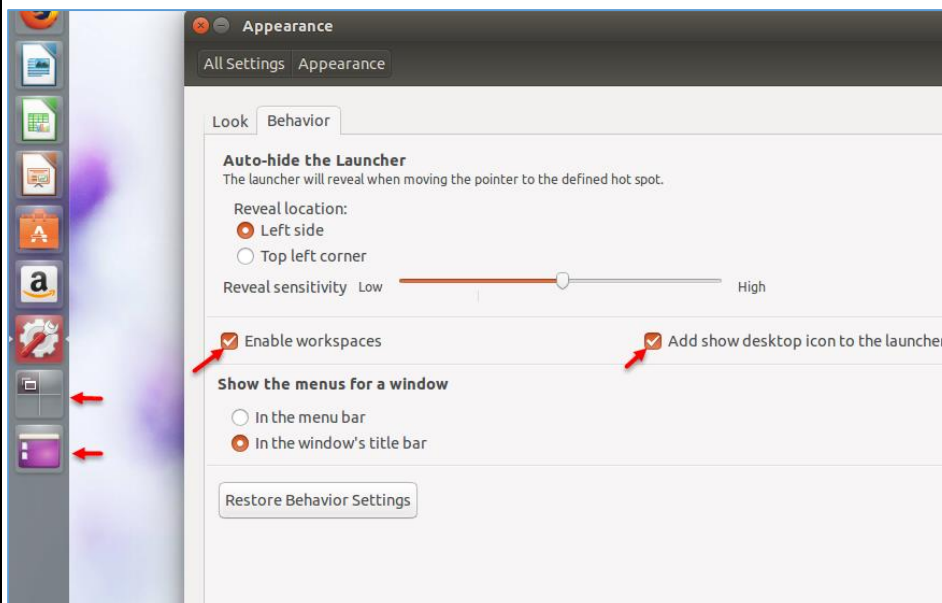 Appearance
All Settings Appearance
Look Behavior
Auto-hide the Launcher
The launcher will reveal when moving the pointer to the defined hot spot.
Reveal location:
Left side
Top left corner
Reveal sensitivity Low High
Enable workspaces Add show desktop icon to the launcher
Show the menus for a window
In the menu bar
In the window's title bar
Restore Behavior Settings